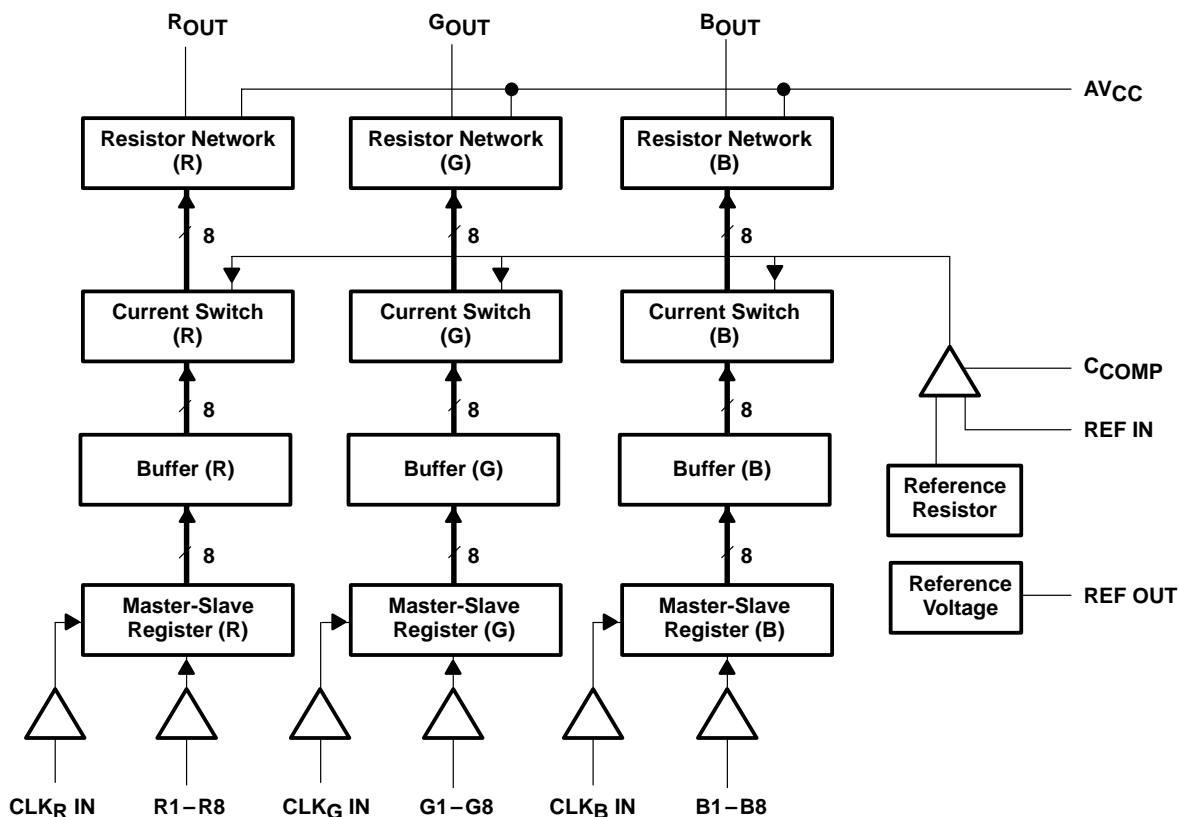 ROUT GOUT BOUT
AVCC
Resistor Network
(R)
Resistor Network
(G)
Resistor Network
(B)
8 8 8
Current Switch
(R)
Current Switch
(G)
Current Switch
(B)
CCOMP
8 8 8
REF IN
Buffer (R) Buffer (G) Buffer (B)
Reference
Resistor
8 8 8
Master-Slave
Register (R)
Master-Slave
Register (G)
Master-Slave
Register (B)
Reference
Voltage
REF OUT
CLKR IN R1–R8 CLKG IN G1–G8 CLKB IN B1–B8